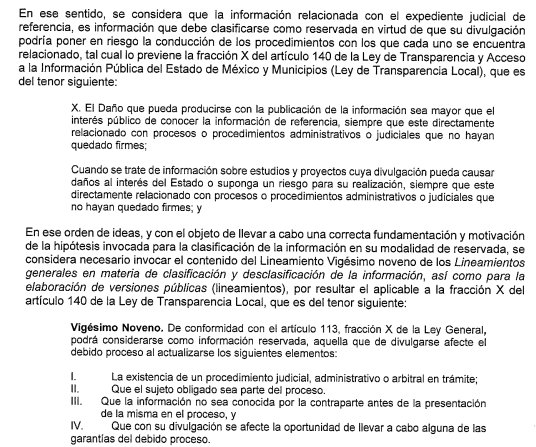 En ese sentido, se considera que la información relacionada con el expediente judicial de
referencia, es información que debe clasificarse como reservada en virtud de que su divulgación
podría poner en riesgo la conducción de los procedimientos con los que cada uno se encuentra
relacionado, tal cual lo previene la fracción X del artículo 140 de la Ley de Transparencia y Acceso
a la Información Pública del Estado de México y Municipios (Ley de Transparencia Local), que es
del tenor siguiente:
X. El Daño que pueda producirse con la publicación de la información sea mayor que el
interés público de conocer la información de referencia, siempre que este directamente
relacionado con procesos o procedimientos administrativos o judiciales que no hayan
quedado firmes;
Cuando se trate de información sobre estudios y proyectos cuya divulgación pueda causar
daños al interés del Estado o suponga un riesgo para su realización, siempre que este
directamente relacionado con procesos o procedimientos administrativos o judiciales que
no hayan quedado firmes; y
En ese orden de ideas, y con el objeto de llevar a cabo una correcta fundamentación y motivación
de la hipótesis invocada para la clasificación de la información en su modalidad de reservada, se
considera necesario invocar el contenido del Lineamiento Vigésimo noveno de los Lineamientos
generales en materia de clasificación y desclasificación de la información, así como para la
elaboración de versiones públicas (lineamientos), por resultar el aplicable a la fracción X del
artículo 140 de la Ley de Transparencia Local, que es del tenor siguiente:
Vigésimo Noveno. De conformidad con el artículo 113, fracción X de la Ley General,
podrá considerarse como información reservada, aquella que de divulgarse afecte el
debido proceso al actualizarse los siguientes elementos:
I. La existencia de un procedimiento judicial, administrativo o arbitral en trámite;
II. Que el sujeto obligado sea parte del proceso.
III. Que la información no sea conocida por la contraparte antes de la presentación
de la misma en el proceso, y
IV. Que con su divulgación se afecte la oportunidad de llevar a cabo alguna de las
garantías del debido proceso.